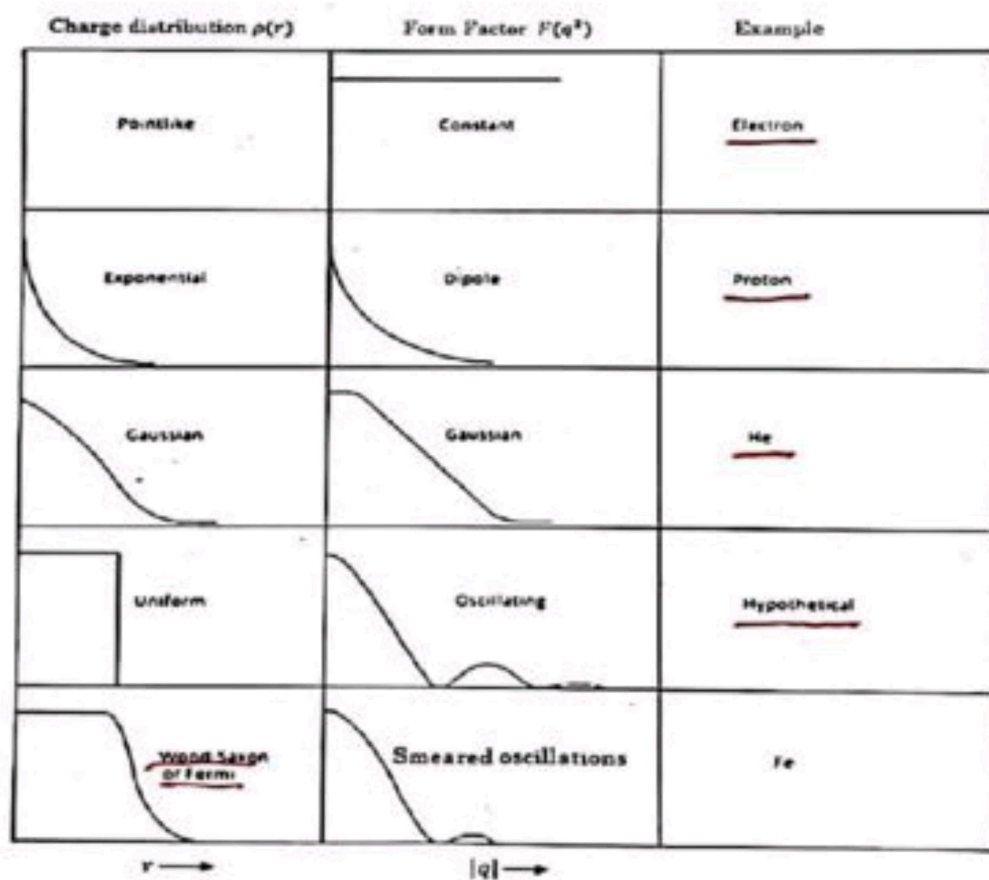 Charge distribution ρ(r) Form Factor F(q²) Example
Pointlike Constant Electron
Exponential Dipole Proton
Gaussian Gaussian He
Uniform Oscillating Hypothetical
Wood Saxon Smeared oscillations Fe
of Fermi
r |q|